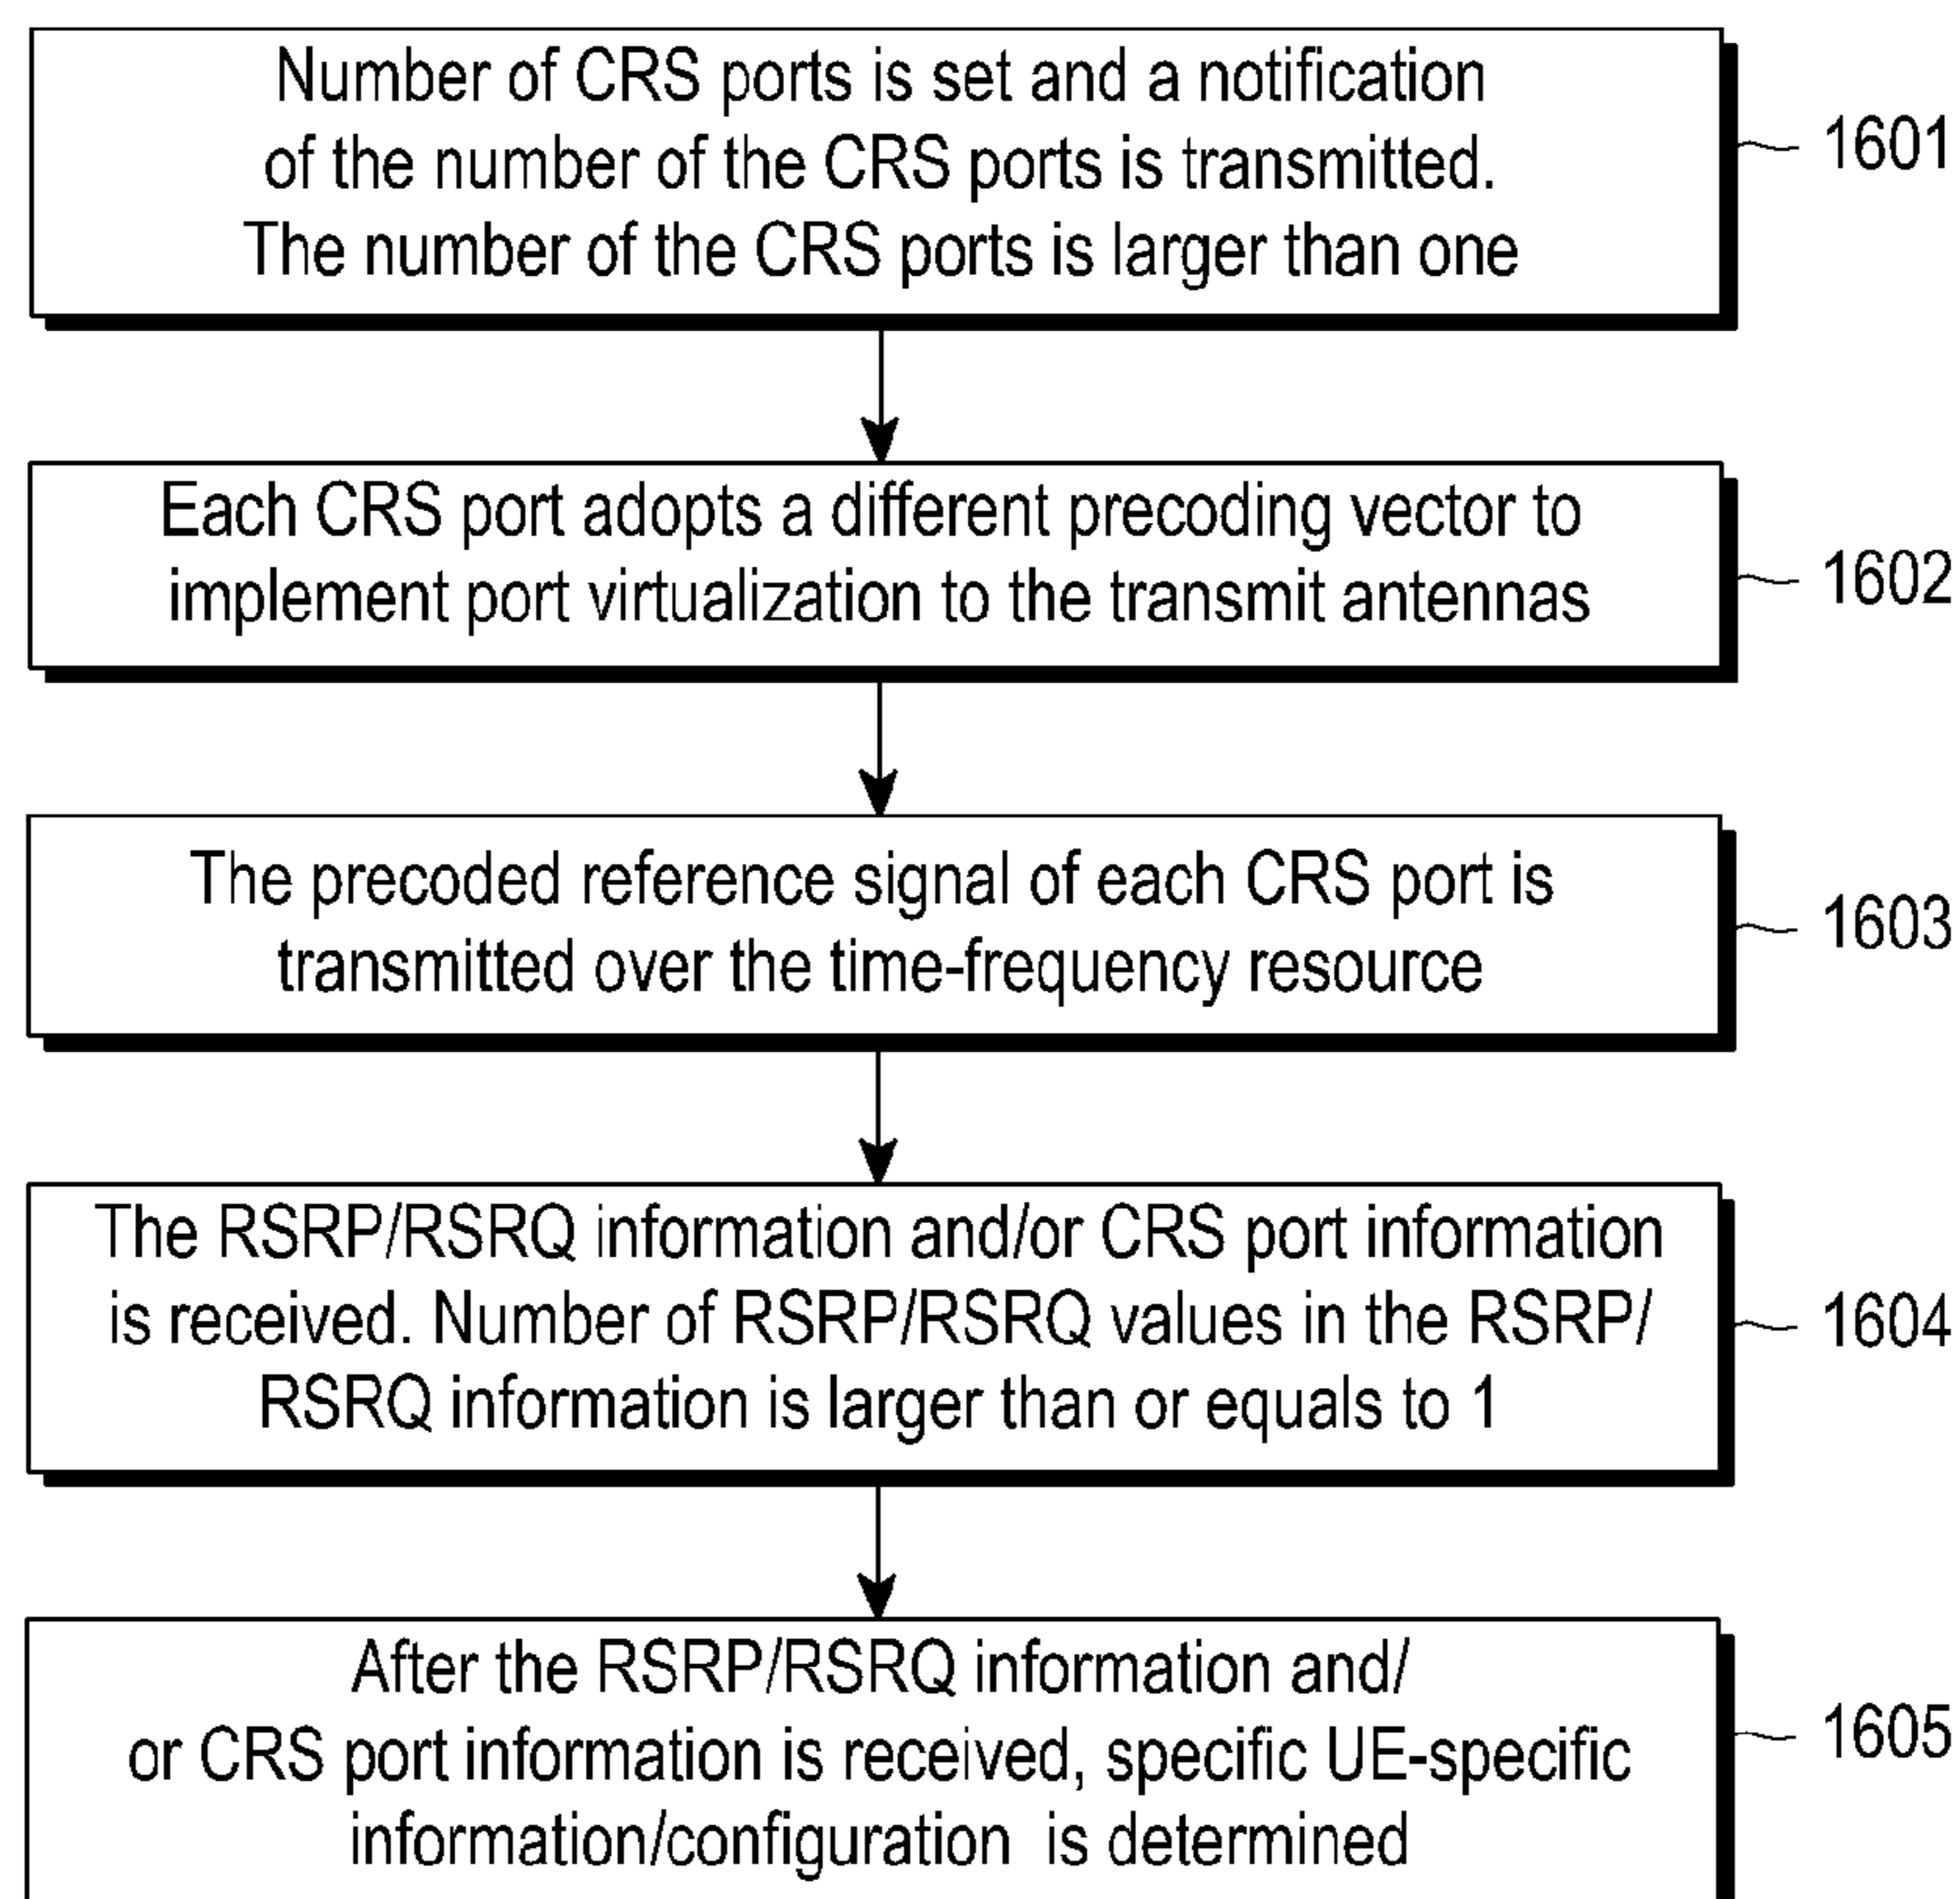 Number of CRS ports is set and a notification
of the number of the CRS ports is transmitted.
The number of the CRS ports is larger than one
1601
Each CRS port adopts a different precoding vector to
implement port virtualization to the transmit antennas
1602
The precoded reference signal of each CRS port is
transmitted over the time-frequency resource
1603
The RSRP/RSRQ information and/or CRS port information
is received. Number of RSRP/RSRQ values in the RSRP/
RSRQ information is larger than or equals to 1
1604
After the RSRP/RSRQ information and/
or CRS port information is received, specific UE-specific
information/configuration is determined
1605